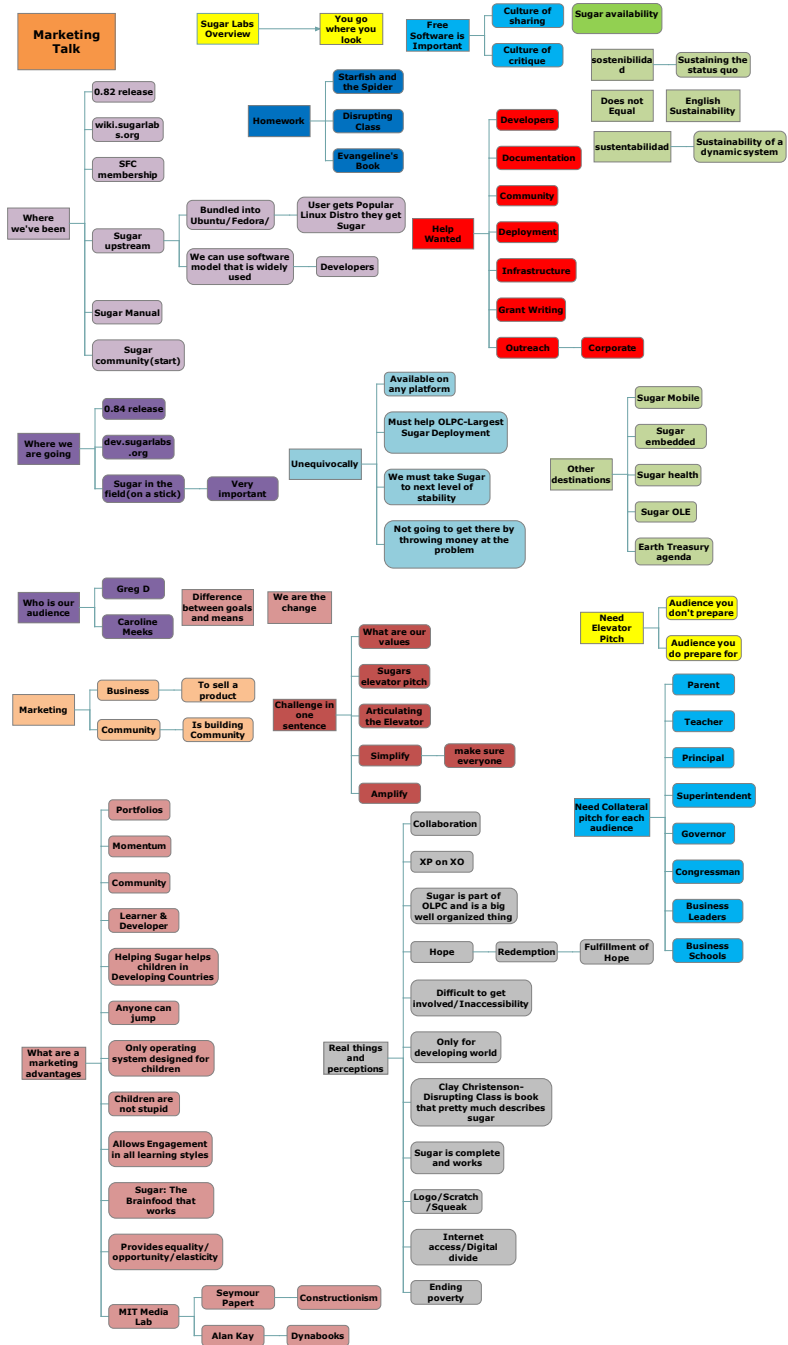 Marketing
Talk
Sugar Labs
Overview
You go
where you
look
Free
Software is
Important
Culture of
sharing
Culture of
critique
Sugar availability
sostenibilida
d
Sustaining the
status quo
Does not
Equal
English
Sustainability
sustentabilidad
Sustainability of a
dynamic system
Homework
Starfish and
the Spider
Disrupting
Class
Evangeline's
Book
Where
we've been
0.82 release
wiki.sugarlab
s.org
SFC
membership
Sugar
upstream
Bundled into
Ubuntu/Fedora/
User gets Popular
Linux Distro they get
Sugar
We can use software
model that is widely
used
Developers
Sugar Manual
Sugar
community(start)
Help
Wanted
Developers
Documentation
Community
Deployment
Infrastructure
Grant Writing
Outreach
Corporate
Where we
are going
0.84 release
dev.sugarlabs
.org
Sugar in the
field(on a stick)
Very
important
Unequivocally
Available on
any platform
Must help OLPC-Largest
Sugar Deployment
We must take Sugar
to next level of
stability
Not going to get there by
throwing money at the
problem
Other
destinations
Sugar Mobile
Sugar
embedded
Sugar health
Sugar OLE
Earth Treasury
agenda
Who is our
audience
Greg D
Caroline
Meeks
Difference
between goals
and means
We are the
change
Need
Elevator
Pitch
Audience you
don't prepare
Audience you
do prepare for
Marketing
Business
To sell a
product
Community
Is building
Community
Challenge in
one
sentence
What are our
values
Sugars
elevator pitch
Articulating
the Elevator
Simplify
make sure
everyone
Amplify
Need Collateral
pitch for each
audience
Parent
Teacher
Principal
Superintendent
Governor
Congressman
Business
Leaders
Business
Schools
What are a
marketing
advantages
Portfolios
Momentum
Community
Learner &
Developer
Helping Sugar helps
children in
Developing Countries
Anyone can
jump
Only operating
system designed for
children
Children are
not stupid
Allows Engagement
in all learning styles
Sugar: The
Brainfood that
works
Provides equality/
opportunity/elasticity
MIT Media
Lab
Seymour
Papert
Constructionism
Alan Kay
Dynabooks
Real things
and
perceptions
Collaboration
XP on XO
Sugar is part of
OLPC and is a big
well organized thing
Hope
Redemption
Fulfillment of
Hope
Difficult to get
involved/Inaccessibility
Only for
developing world
Clay Christenson-
Disrupting Class is book
that pretty much describes
sugar
Sugar is complete
and works
Logo/Scratch
/Squeak
Internet
access/Digital
divide
Ending
poverty